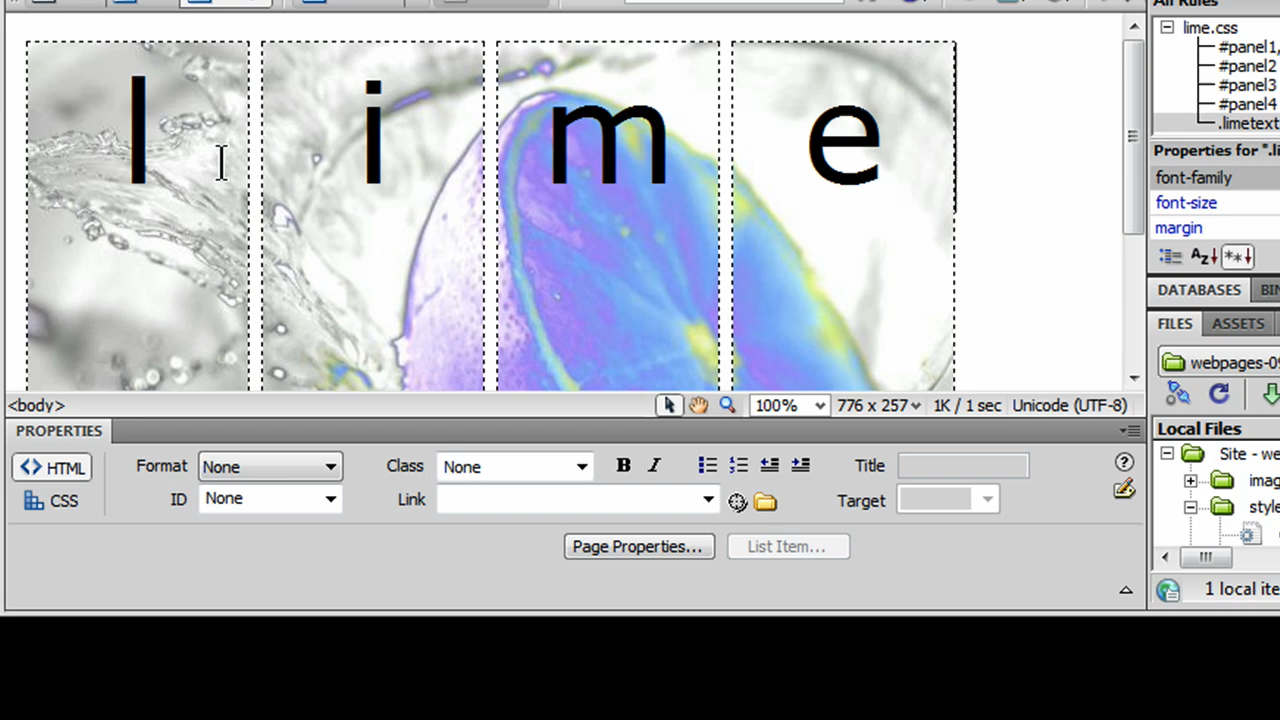 All Rules
lime.css
#panel1,
#panel2
#panel3
#panel4
.limetext
Properties for ".li
font-family
font-size
margin
DATABASES
FILES ASSETS
webpages-09
Local Files
Site - we
imag
style
1 local ite
l i m e
<body>
100% 776 x 257 1K / 1 sec Unicode (UTF-8)
PROPERTIES
HTML Format None Class None B I Title
CSS ID None Link Target
Page Properties... List Item...